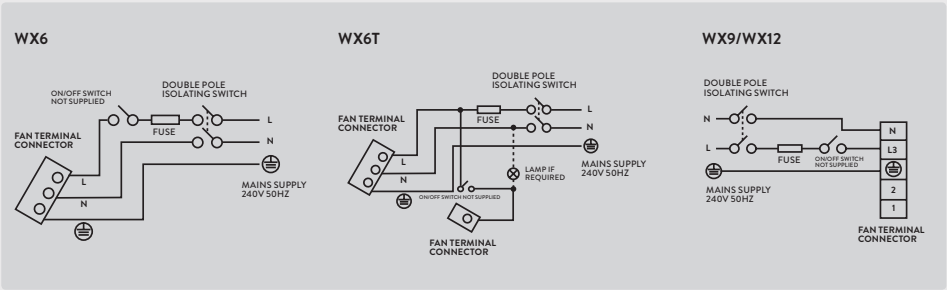 WX6
ON/OFF SWITCH
NOT SUPPLIED
DOUBLE POLE
ISOLATING SWITCH
L
FUSE
N
FAN TERMINAL
CONNECTOR
L
N
MAINS SUPPLY
240V 50HZ
WX6T
DOUBLE POLE
ISOLATING SWITCH
L
FUSE
N
FAN TERMINAL
CONNECTOR
L
N
MAINS SUPPLY
240V 50HZ
LAMP IF
REQUIRED
ON/OFF SWITCH NOT SUPPLIED
FAN TERMINAL
CONNECTOR
WX9/WX12
DOUBLE POLE
ISOLATING SWITCH
N
N
L
L3
FUSE
ON/OFF SWITCH
NOT SUPPLIED
MAINS SUPPLY
240V 50HZ
2
1
FAN TERMINAL
CONNECTOR